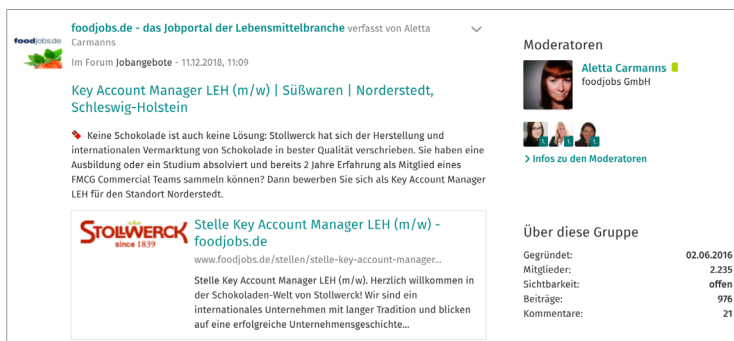 foodjobs.de
foodjobs.de - das Jobportal der Lebensmittelbranche verfasst von Aletta
Carmanns
Im Forum Jobangebote - 11.12.2018, 11:09
Key Account Manager LEH (m/w) | Süßwaren | Norderstedt,
Schleswig-Holstein
Keine Schokolade ist auch keine Lösung: Stollwerck hat sich der Herstellung und
internationalen Vermarktung von Schokolade in bester Qualität verschrieben. Sie haben eine
Ausbildung oder ein Studium absolviert und bereits 2 Jahre Erfahrung als Mitglied eines
FMCG Commercial Teams sammeln können? Dann bewerben Sie sich als Key Account Manager
LEH für den Standort Norderstedt.
STOLLWERCK
since 1839
Stelle Key Account Manager LEH (m/w) -
foodjobs.de
www.foodjobs.de/stellen/stelle-key-account-manager...
Stelle Key Account Manager LEH (m/w). Herzlich willkommen in
der Schokoladen-Welt von Stollwerck! Wir sind ein
internationales Unternehmen mit langer Tradition und blicken
auf eine erfolgreiche Unternehmensgeschichte...
Moderatoren
Aletta Carmanns
foodjobs GmbH
1.
1.
1.
Infos zu den Moderatoren
Über diese Gruppe
Gegründet: 02.06.2016
Mitglieder: 2.235
Sichtbarkeit: offen
Beiträge: 976
Kommentare: 21